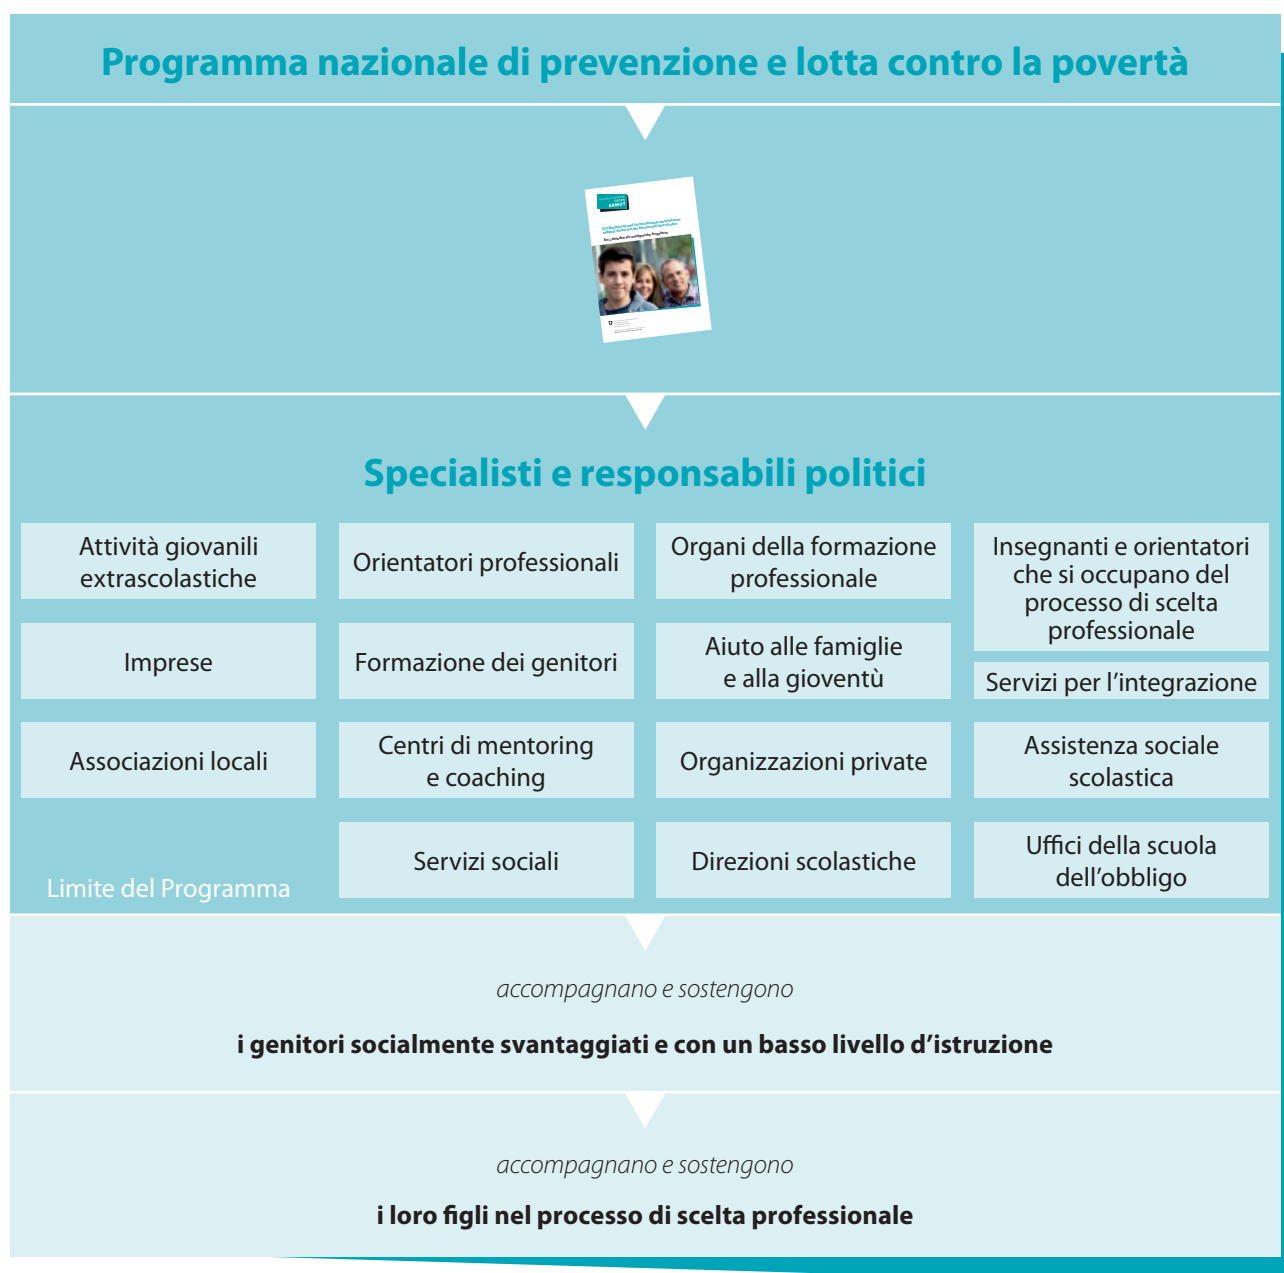 Programma nazionale di prevenzione e lotta contro la povertà
ARMUT
Specialisti e responsabili politici
Attività giovanili
extrascolastiche
Orientatori professionali
Organi della formazione
professionale
Insegnanti e orientatori
che si occupano del
processo di scelta
professionale
Imprese
Formazione dei genitori
Aiuto alle famiglie
e alla gioventù
Servizi per l’integrazione
Associazioni locali
Centri di mentoring
e coaching
Organizzazioni private
Assistenza sociale
scolastica
Servizi sociali
Direzioni scolastiche
Uffici della scuola
dell’obbligo
Limite del Programma
accompagnano e sostengono
i genitori socialmente svantaggiati e con un basso livello d’istruzione
accompagnano e sostengono
i loro figli nel processo di scelta professionale